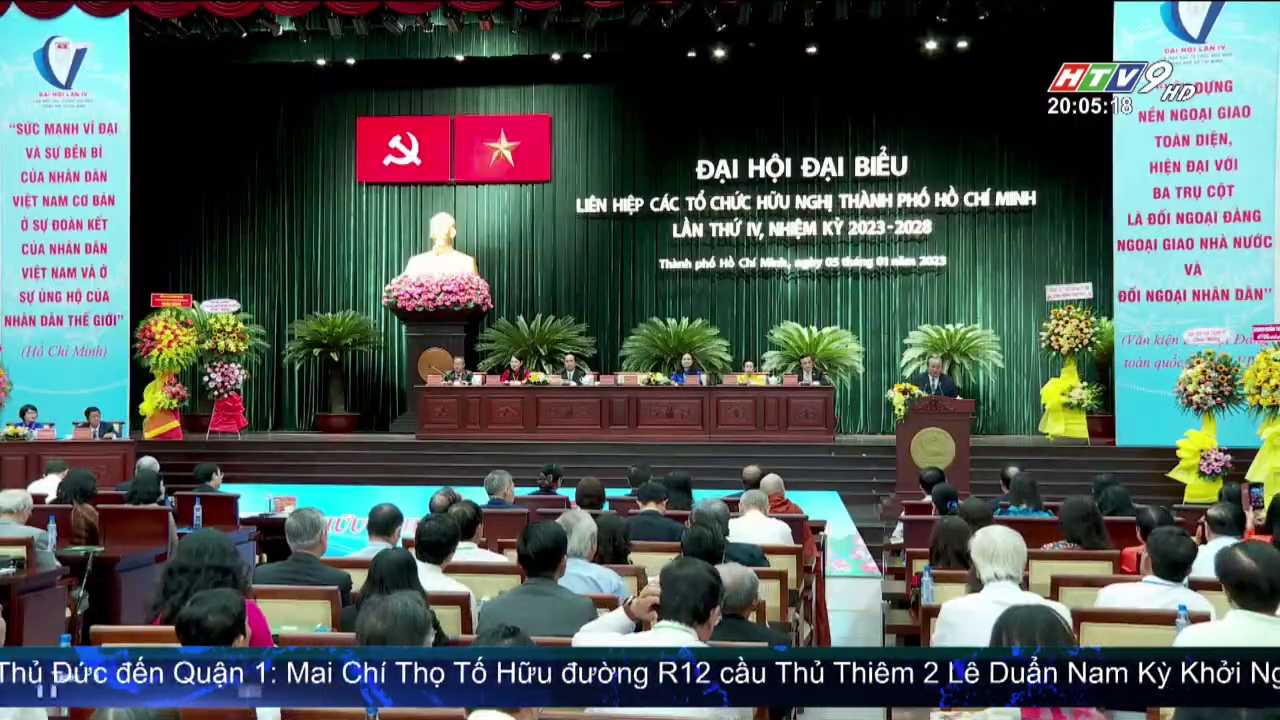 ĐẠI HỘI LẦN IV
"SỨC MẠNH VĨ ĐẠI
VÀ SỰ BỀN BỈ
CỦA NHÂN DÂN
VIỆT NAM CƠ BẢN
Ở SỰ ĐOÀN KẾT
CỦA NHÂN DÂN
VIỆT NAM VÀ Ở
SỰ ỦNG HỘ CỦA
NHÂN DÂN THẾ GIỚI"
(Hồ Chí Minh)
ĐẠI HỘI ĐẠI BIỂU
LIÊN HIỆP CÁC TỔ CHỨC HỮU NGHỊ THÀNH PHỐ HỒ CHÍ MINH
LẦN THỨ IV, NHIỆM KỲ 2023-2028
Thành phố Hồ Chí Minh, ngày 05 tháng 01 năm 2023
HTV9 HD
20:05:18
ĐẠI HỘI LẦN IV
DỰNG
NỀN NGOẠI GIAO
TOÀN DIỆN,
HIỆN ĐẠI VỚI
BA TRỤ CỘT
LÀ ĐỐI NGOẠI ĐẢNG
NGOẠI GIAO NHÀ NƯỚC
VÀ
ĐỐI NGOẠI NHÂN DÂN"
(Văn kiện
toàn quốc
HỮU
Thủ Đức đến Quận 1: Mai Chí Thọ Tố Hữu đường R12 cầu Thủ Thiêm 2 Lê Duẩn Nam Kỳ Khởi Ng